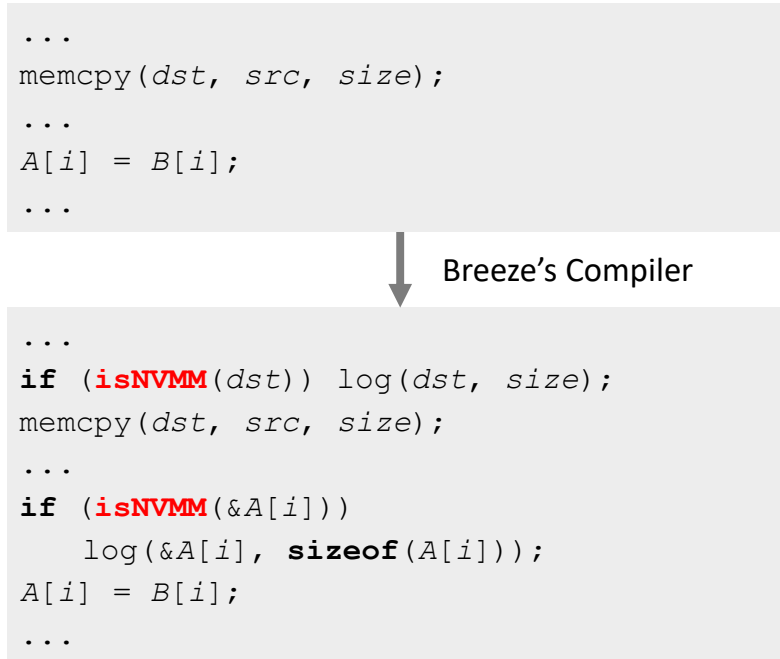 ...
memcpy(dst, src, size);
...
A[i] = B[i];
...
Breeze’s Compiler
...
if (isNVMM(dst)) log(dst, size);
memcpy(dst, src, size);
...
if (isNVMM(&A[i]))
    log(&A[i], sizeof(A[i]));
A[i] = B[i];
...